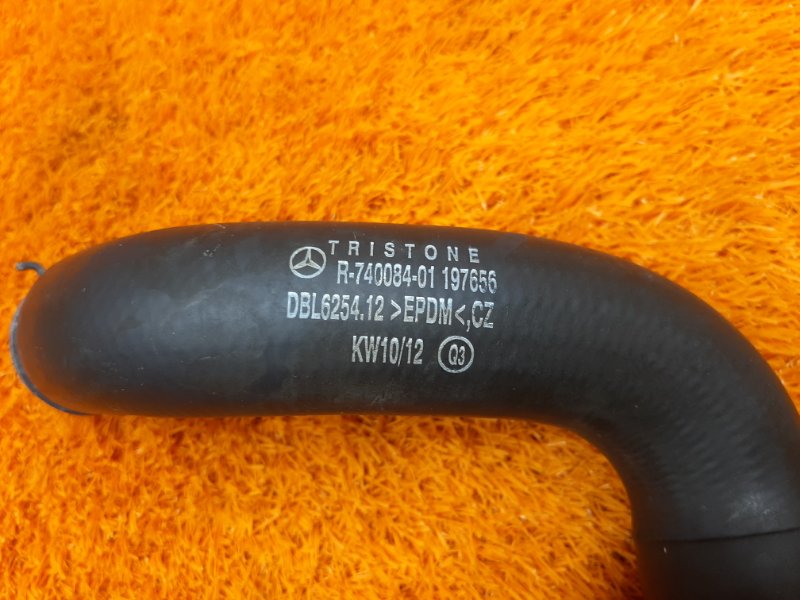 TRISTONE
R-740084-01 197656
DBL6254.12 >EPDM<,CZ
KW10/12 Q3